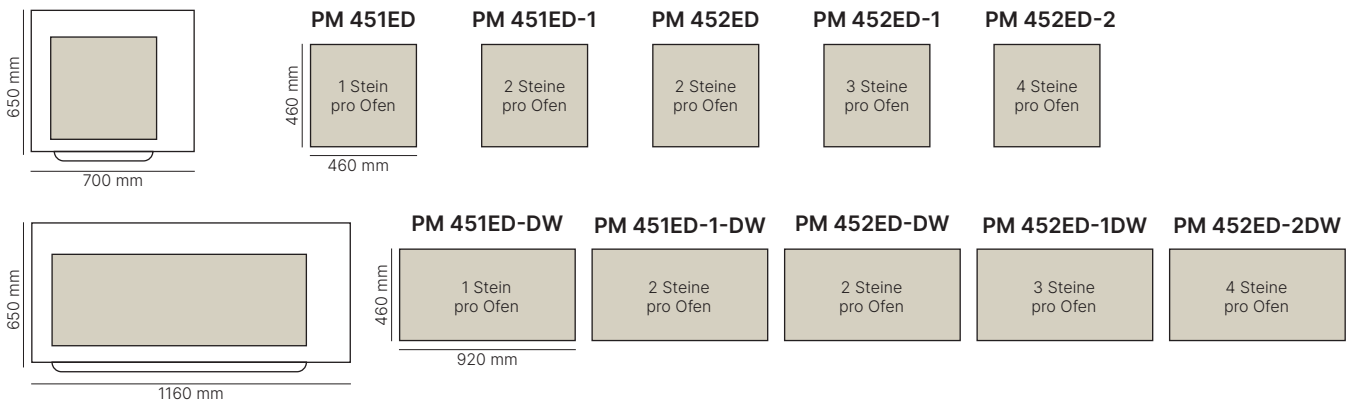 650 mm
700 mm
PM 451ED
PM 451ED-1
PM 452ED
PM 452ED-1
PM 452ED-2
460 mm
1 Stein
pro Ofen
2 Steine
pro Ofen
2 Steine
pro Ofen
3 Steine
pro Ofen
4 Steine
pro Ofen
460 mm
650 mm
1160 mm
PM 451ED-DW
PM 451ED-1-DW
PM 452ED-DW
PM 452ED-1DW
PM 452ED-2DW
460 mm
1 Stein
pro Ofen
2 Steine
pro Ofen
2 Steine
pro Ofen
3 Steine
pro Ofen
4 Steine
pro Ofen
920 mm